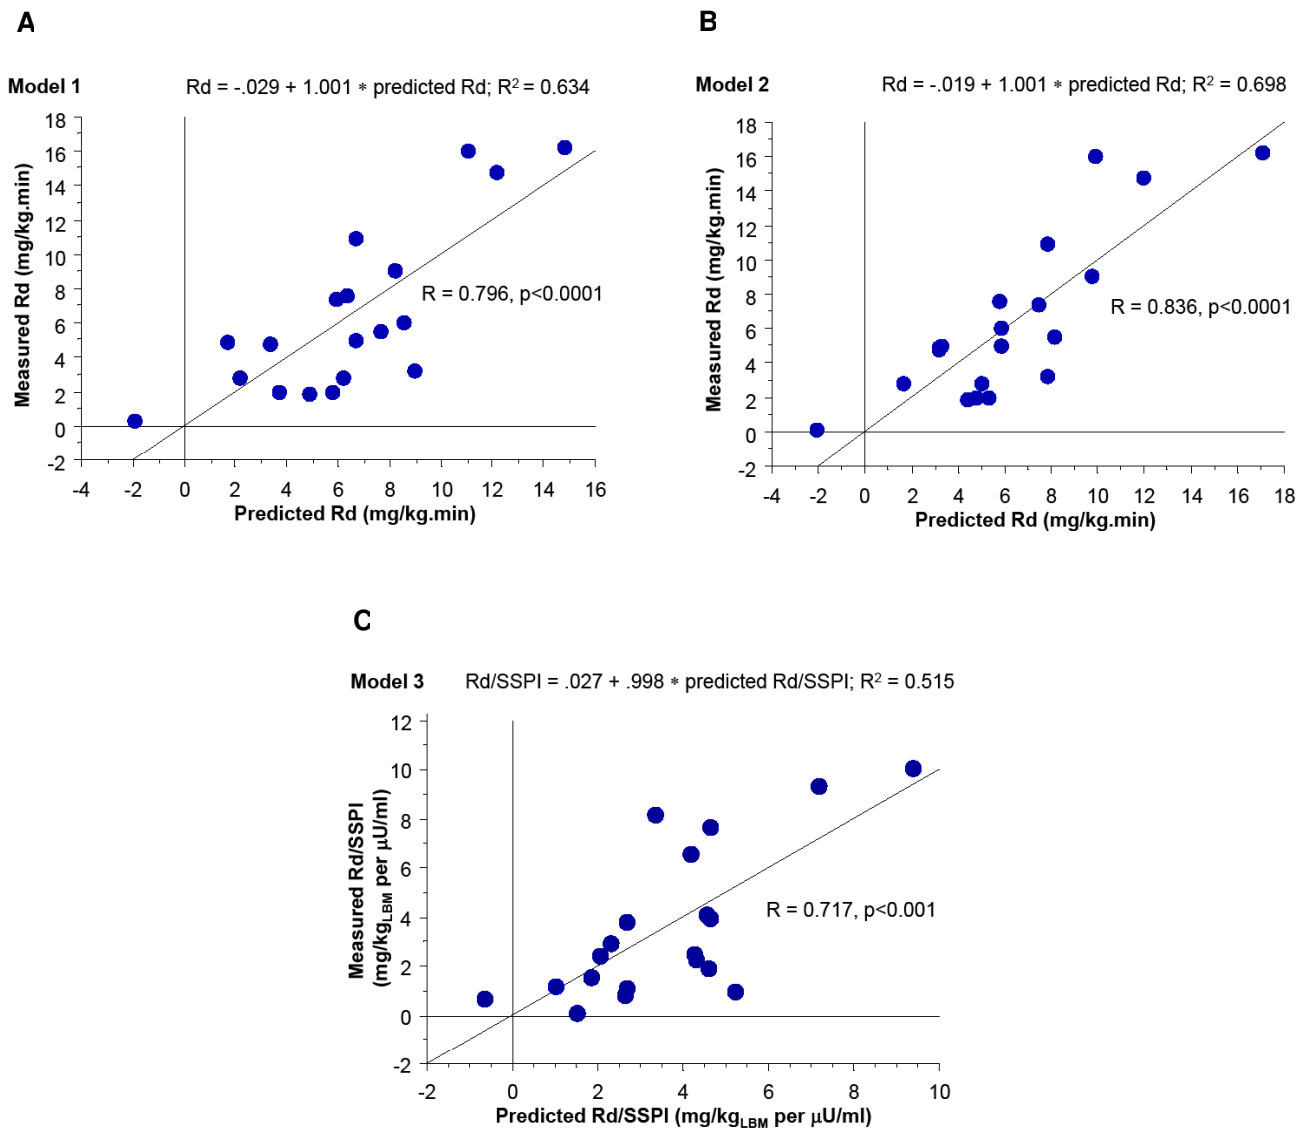 A
Model 1
Rd = -.029 + 1.001 * predicted Rd; R² = 0.634
18
16
14
12
10
8
6
4
2
0
-2
Measured Rd (mg/kg.min)
R = 0.796, p<0.0001
-4 -2 0 2 4 6 8 10 12 14 16
Predicted Rd (mg/kg.min)
B
Model 2
Rd = -.019 + 1.001 * predicted Rd; R² = 0.698
18
16
14
12
10
8
6
4
2
0
-2
Measured Rd (mg/kg.min)
R = 0.836, p<0.0001
-4 -2 0 2 4 6 8 10 12 14 16 18
Predicted Rd (mg/kg.min)
C
Model 3
Rd/SSPI = .027 + .998 * predicted Rd/SSPI; R² = 0.515
12
10
8
6
4
2
0
-2
Measured Rd/SSPI
(mg/kgLBM per µU/ml)
R = 0.717, p<0.001
-2 0 2 4 6 8 10
Predicted Rd/SSPI (mg/kgLBM per µU/ml)